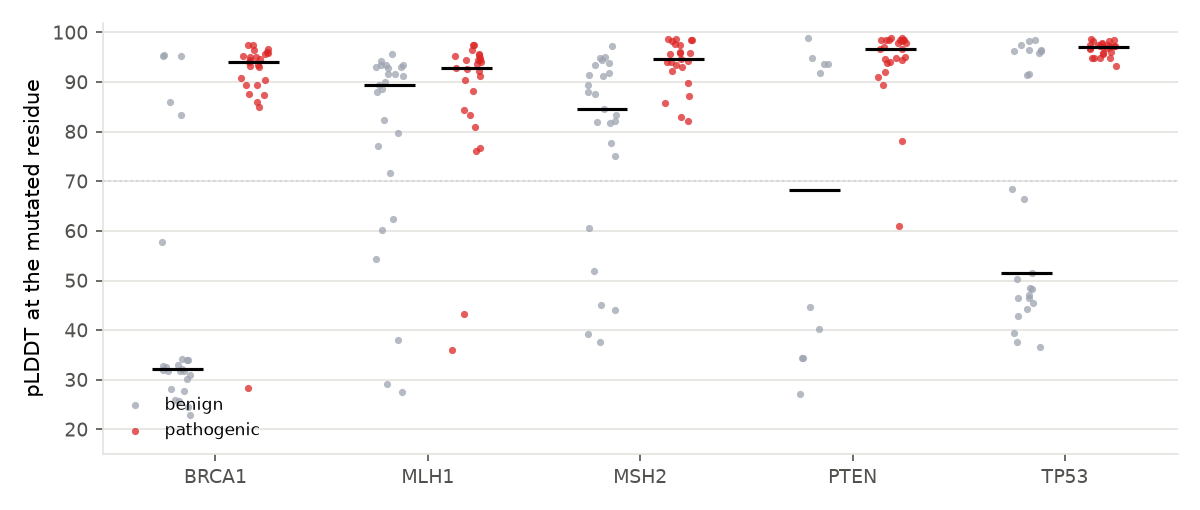 pLDDT at the mutated residue
100
90
80
70
60
50
40
30
20
benign
pathogenic
BRCA1 MLH1 MSH2 PTEN TP53